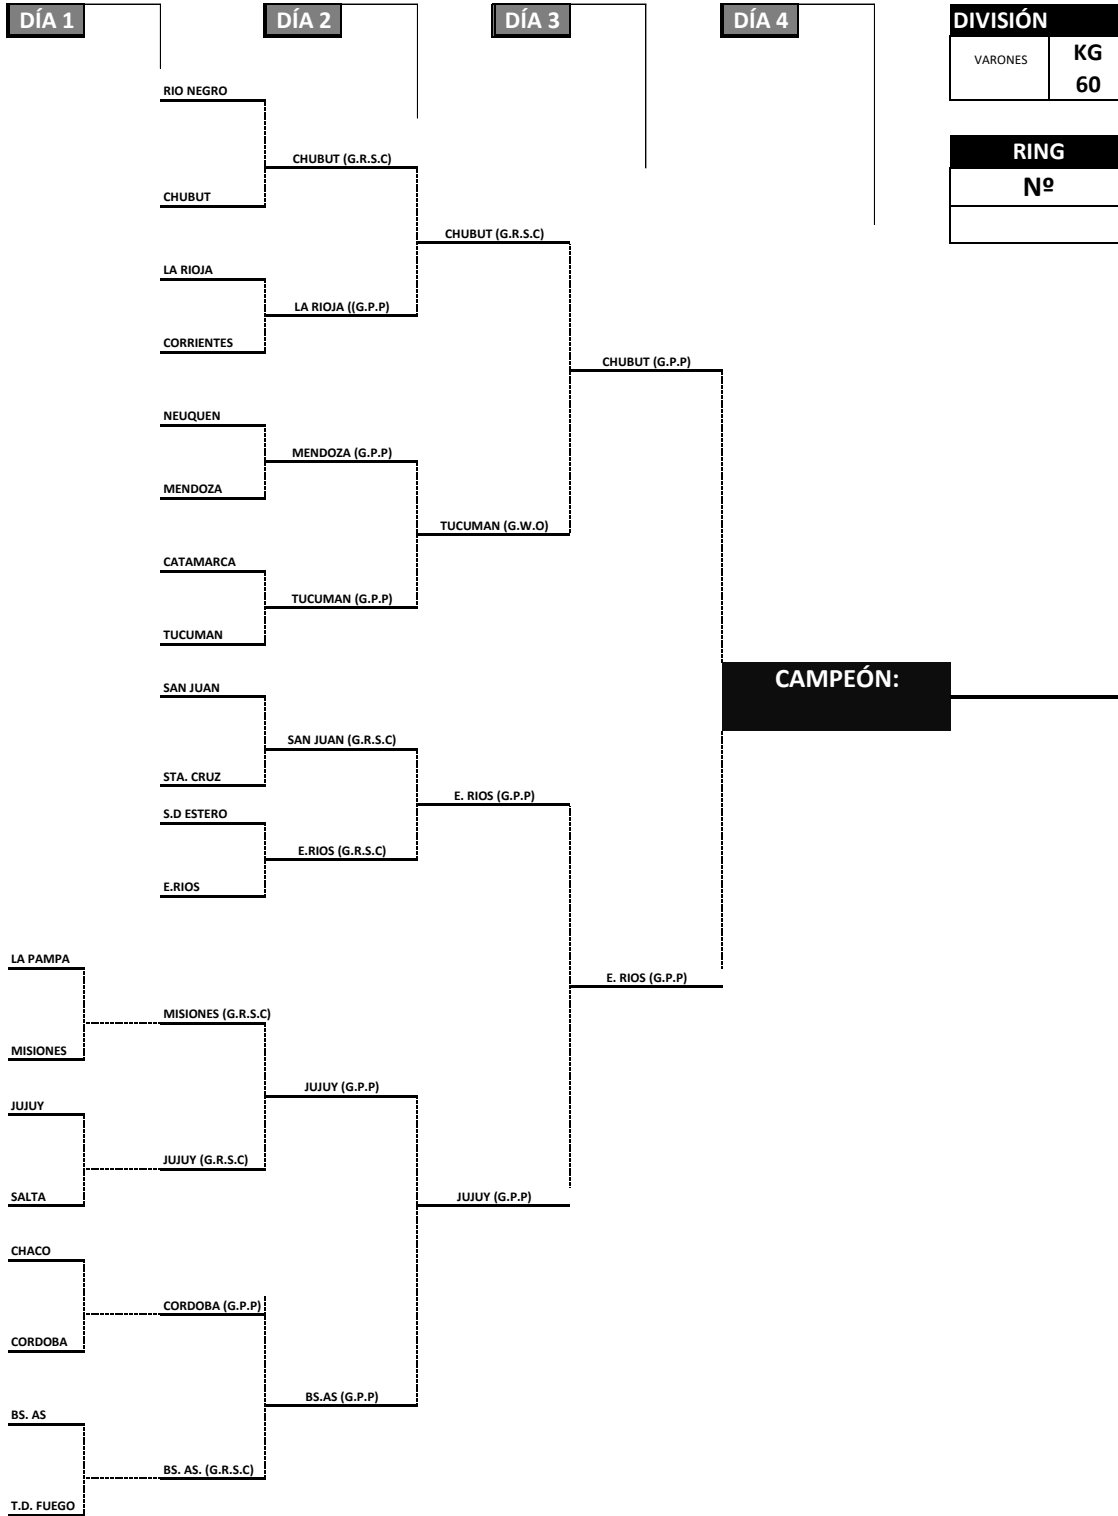 DÍA 1 DÍA 2 DÍA 3 DÍA 4
DIVISIÓN
VARONES KG
60
RING
Nº
RIO NEGRO
CHUBUT (G.R.S.C)
CHUBUT
CHUBUT (G.R.S.C)
LA RIOJA
LA RIOJA ((G.P.P)
CORRIENTES
CHUBUT (G.P.P)
NEUQUEN
MENDOZA (G.P.P)
MENDOZA
TUCUMAN (G.W.O)
CATAMARCA
TUCUMAN (G.P.P)
TUCUMAN
CAMPEÓN:
SAN JUAN
SAN JUAN (G.R.S.C)
STA. CRUZ
E. RIOS (G.P.P)
S.D ESTERO
E.RIOS (G.R.S.C)
E.RIOS
LA PAMPA
E. RIOS (G.P.P)
MISIONES (G.R.S.C)
MISIONES
JUJUY (G.P.P)
JUJUY
JUJUY (G.R.S.C)
SALTA
JUJUY (G.P.P)
CHACO
CORDOBA (G.P.P)
CORDOBA
BS.AS (G.P.P)
BS. AS
BS. AS. (G.R.S.C)
T.D. FUEGO